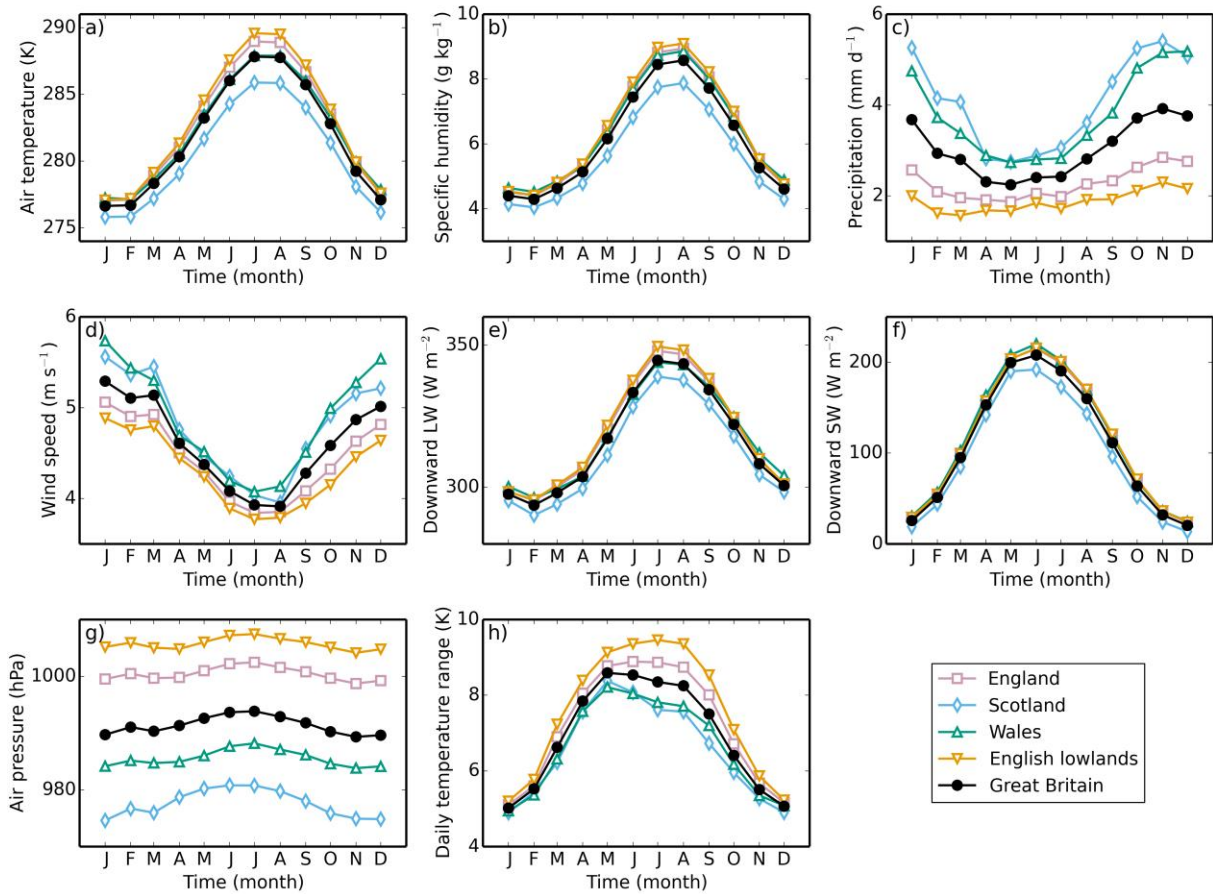 a)
290
285
280
275
Air temperature (K)
J F M A M J J A S O N D
Time (month)
b)
10
8
6
4
Specific humidity (g kg⁻¹)
J F M A M J J A S O N D
Time (month)
c)
6
4
2
Precipitation (mm d⁻¹)
J F M A M J J A S O N D
Time (month)
d)
6
5
4
Wind speed (m s⁻¹)
J F M A M J J A S O N D
Time (month)
e)
350
300
Downward LW (W m⁻²)
J F M A M J J A S O N D
Time (month)
f)
200
100
0
Downward SW (W m⁻²)
J F M A M J J A S O N D
Time (month)
g)
1000
980
Air pressure (hPa)
J F M A M J J A S O N D
Time (month)
h)
10
8
6
4
Daily temperature range (K)
J F M A M J J A S O N D
Time (month)
England
Scotland
Wales
English lowlands
Great Britain